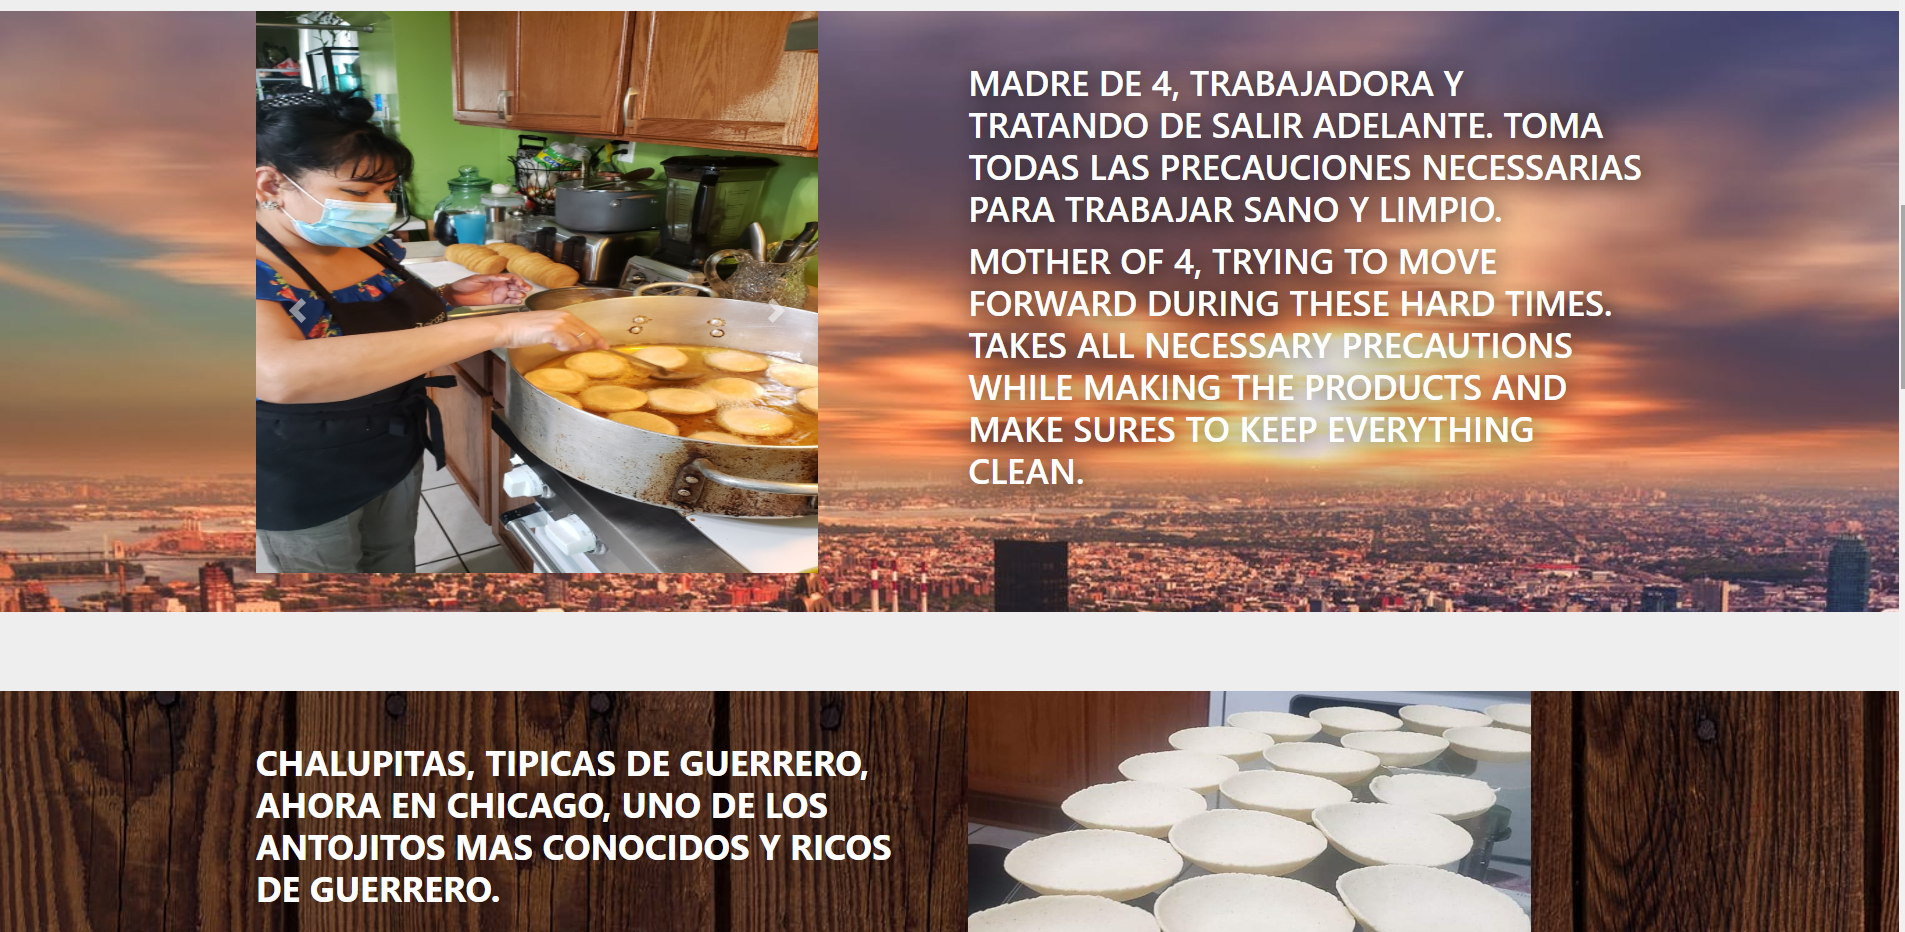 MADRE DE 4, TRABAJADORA Y
TRATANDO DE SALIR ADELANTE. TOMA
TODAS LAS PRECAUCIONES NECESSARIAS
PARA TRABAJAR SANO Y LIMPIO.
MOTHER OF 4, TRYING TO MOVE
FORWARD DURING THESE HARD TIMES.
TAKES ALL NECESSARY PRECAUTIONS
WHILE MAKING THE PRODUCTS AND
MAKE SURES TO KEEP EVERYTHING
CLEAN.
CHALUPITAS, TIPICAS DE GUERRERO,
AHORA EN CHICAGO, UNO DE LOS
ANTOJITOS MAS CONOCIDOS Y RICOS
DE GUERRERO.